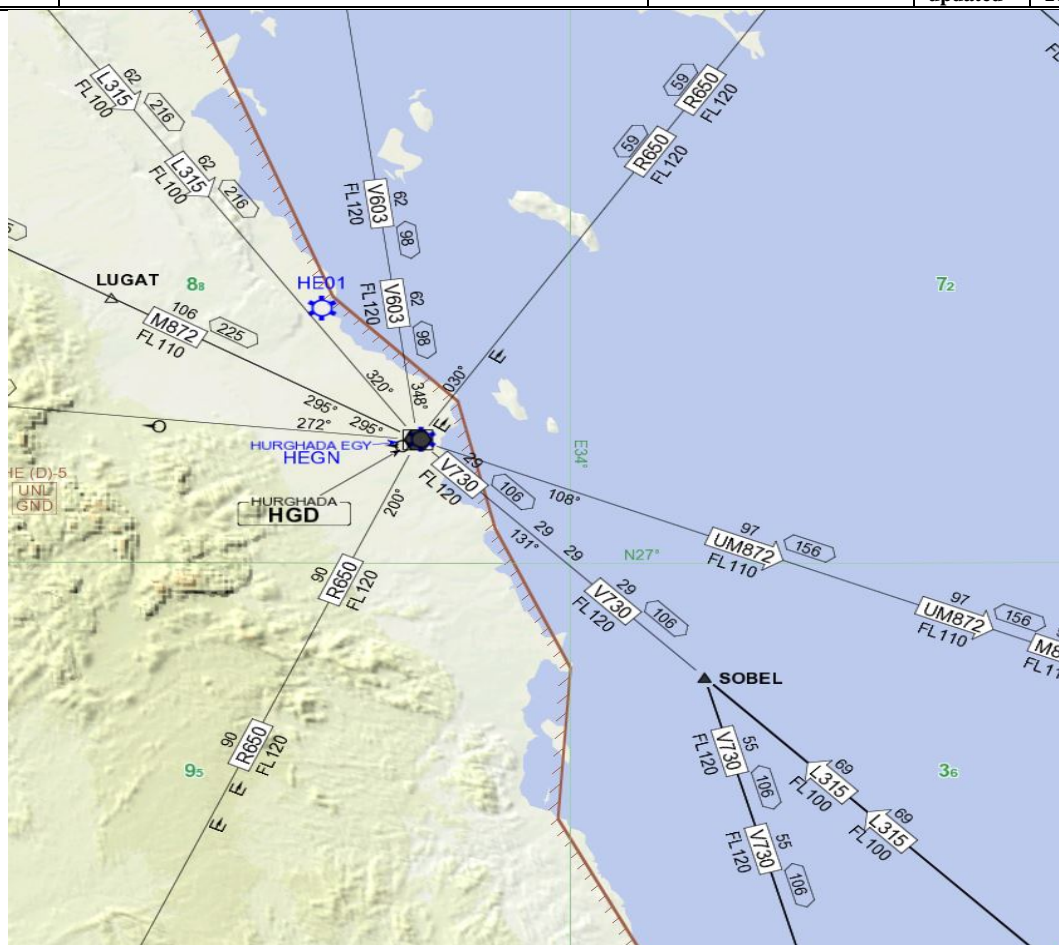 updated
62
L315
FL100
216
62
L315
FL100
216
59
R650
FL120
59
R650
FL120
62
V603
FL120
98
62
V603
FL120
98
LUGAT
8₈
HE01
7₂
106
M872
FL110
225
320°
348°
030°
E
295°
295°
272°
E
HURGHADA EGY
HEGN
HE (D)-5
UNL
GND
HURGHADA
HGD
200°
29
V730
FL120
106
E34°
108°
29
29
131°
N27°
97
UM872
FL110
156
90
R650
FL120
29
V730
FL120
106
97
UM872
FL110
156
SOBEL
90
R650
FL120
9₅
E
E
55
V730
FL120
106
69
L315
FL100
3₆
69
L315
FL100
55
V730
FL120
106